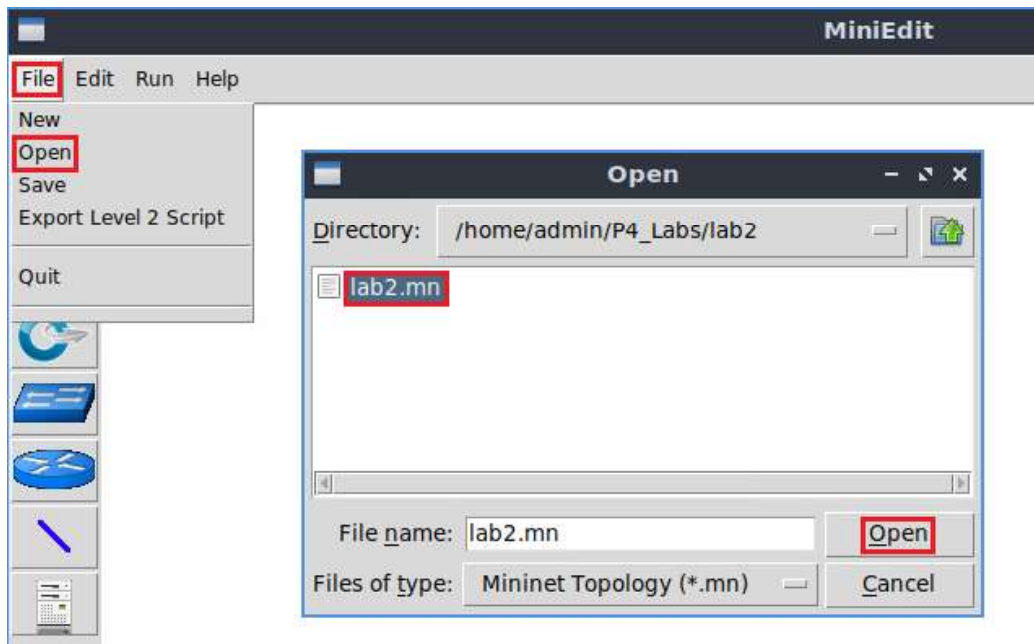 MiniEdit
File Edit Run Help
New
Open
Save
Export Level 2 Script
Quit
Open
Directory: /home/admin/P4_Labs/lab2
lab2.mn
File name: lab2.mn Open
Files of type: Mininet Topology (*.mn) Cancel